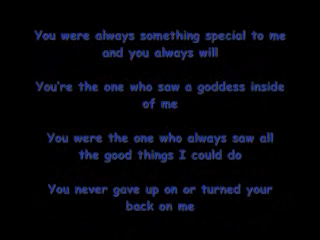 You were always something special to me
and you always will
You're the one who saw a goddess inside
of me
You were the one who always saw all
the good things I could do
You never gave up on or turned your
back on me